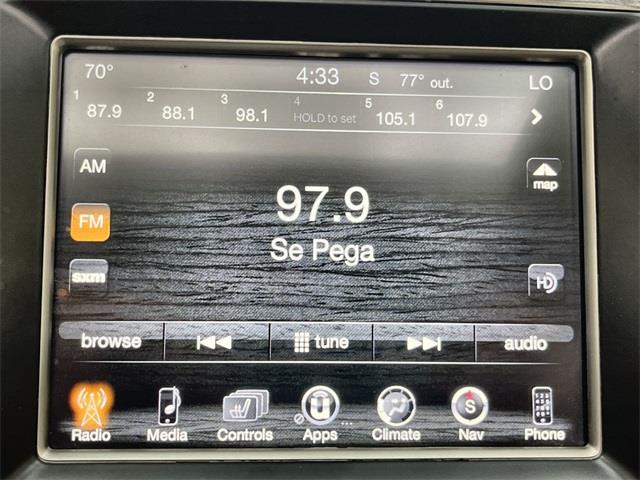 70° 4:33 S 77° out. LO
1 87.9 2 88.1 3 98.1 4 HOLD to set 5 105.1 6 107.9
AM
map
97.9
FM
Se Pega
sxm
HD
browse tune audio
S
Radio Media Controls Apps ... Climate Nav Phone